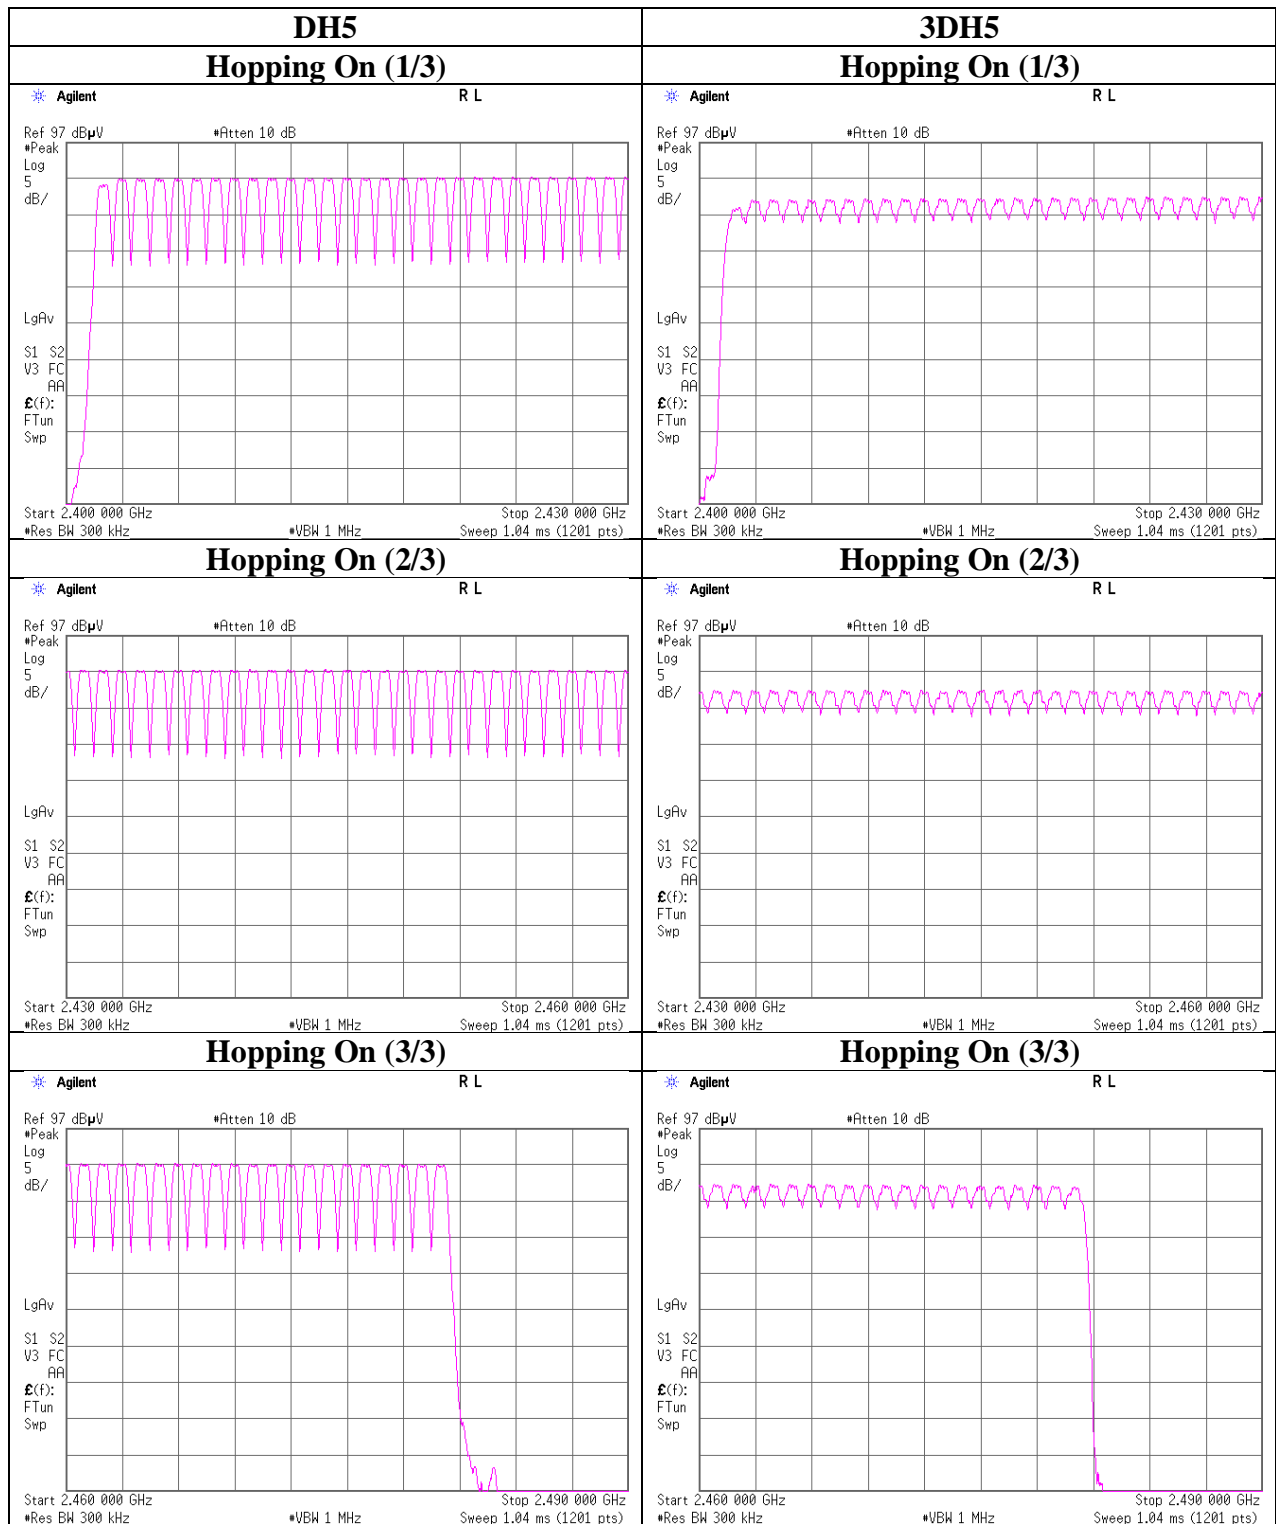 DH5 3DH5
Hopping On (1/3) Hopping On (1/3)
Agilent R L
Ref 97 dBµV #Atten 10 dB
#Peak
Log
5
dB/
LgAv
S1 S2
V3 FC
AA
£(f):
FTun
Swp
Start 2.400 000 GHz Stop 2.430 000 GHz
#Res BW 300 kHz #VBW 1 MHz Sweep 1.04 ms (1201 pts)
Agilent R L
Ref 97 dBµV #Atten 10 dB
#Peak
Log
5
dB/
LgAv
S1 S2
V3 FC
AA
£(f):
FTun
Swp
Start 2.400 000 GHz Stop 2.430 000 GHz
#Res BW 300 kHz #VBW 1 MHz Sweep 1.04 ms (1201 pts)
Hopping On (2/3) Hopping On (2/3)
Agilent R L
Ref 97 dBµV #Atten 10 dB
#Peak
Log
5
dB/
LgAv
S1 S2
V3 FC
AA
£(f):
FTun
Swp
Start 2.430 000 GHz Stop 2.460 000 GHz
#Res BW 300 kHz #VBW 1 MHz Sweep 1.04 ms (1201 pts)
Agilent R L
Ref 97 dBµV #Atten 10 dB
#Peak
Log
5
dB/
LgAv
S1 S2
V3 FC
AA
£(f):
FTun
Swp
Start 2.430 000 GHz Stop 2.460 000 GHz
#Res BW 300 kHz #VBW 1 MHz Sweep 1.04 ms (1201 pts)
Hopping On (3/3) Hopping On (3/3)
Agilent R L
Ref 97 dBµV #Atten 10 dB
#Peak
Log
5
dB/
LgAv
S1 S2
V3 FC
AA
£(f):
FTun
Swp
Start 2.460 000 GHz Stop 2.490 000 GHz
#Res BW 300 kHz #VBW 1 MHz Sweep 1.04 ms (1201 pts)
Agilent R L
Ref 97 dBµV #Atten 10 dB
#Peak
Log
5
dB/
LgAv
S1 S2
V3 FC
AA
£(f):
FTun
Swp
Start 2.460 000 GHz Stop 2.490 000 GHz
#Res BW 300 kHz #VBW 1 MHz Sweep 1.04 ms (1201 pts)